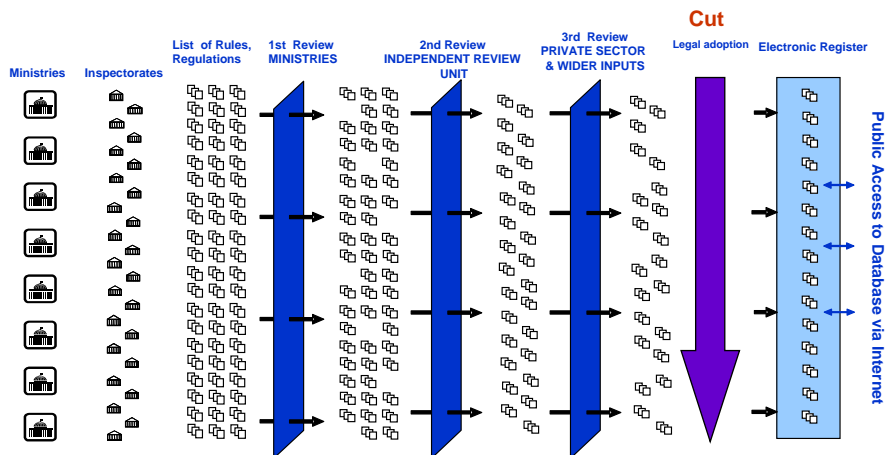 Cut
List of Rules,
Regulations
1st Review
MINISTRIES
2nd Review
INDEPENDENT REVIEW
UNIT
3rd Review
PRIVATE SECTOR
& WIDER INPUTS
Legal adoption
Electronic Register
Ministries
Inspectorates
Public Access to Database via Internet